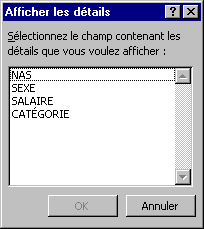 Afficher les détails
Sélectionnez le champ contenant les
détails que vous voulez afficher :
NAS
SEXE
SALAIRE
CATÉGORIE
OK
Annuler